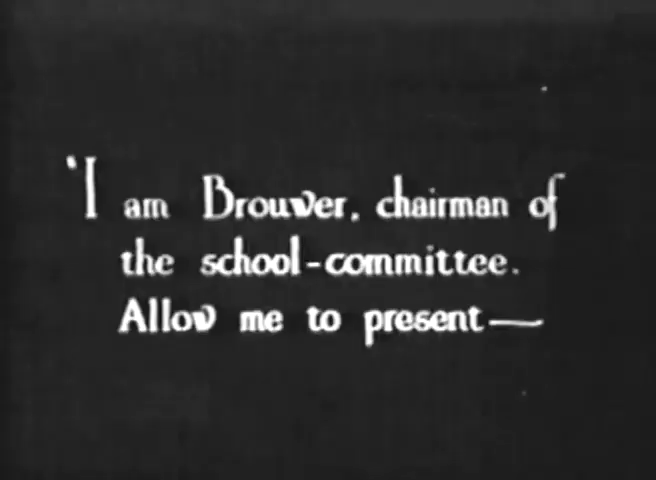 'I am Brouwer, chairman of
the school-committee.
Allow me to present—